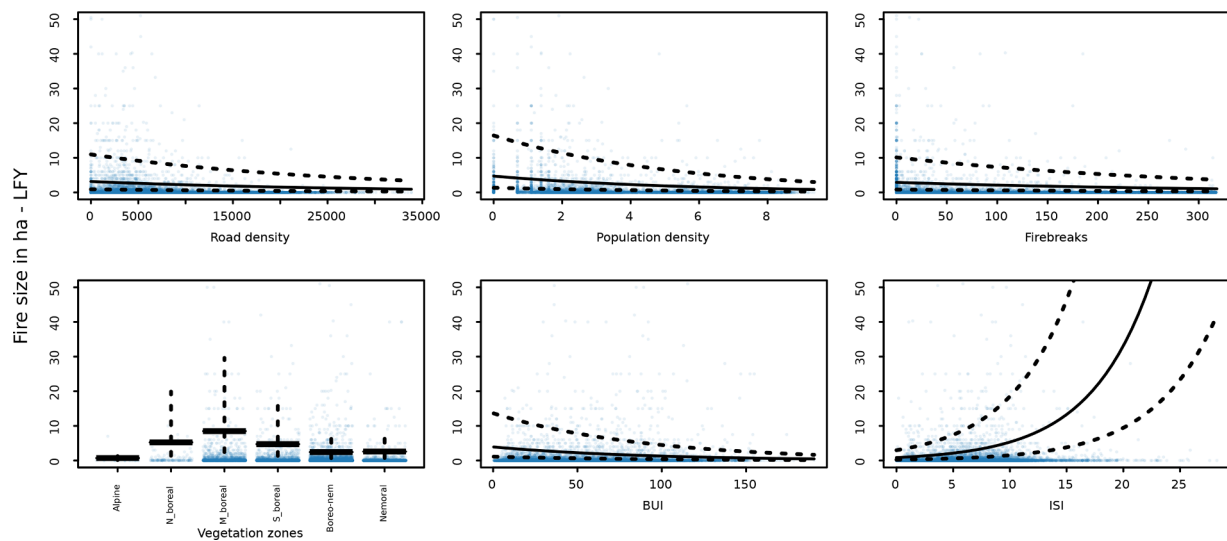 Fire size in ha - LFY
0 10 20 30 40 50
0 5000 15000 25000 35000
Road density
0 10 20 30 40 50
0 2 4 6 8
Population density
0 10 20 30 40 50
0 50 100 150 200 250 300
Firebreaks
0 10 20 30 40 50
Alpine N_boreal M_boreal S_boreal Boreo-nem Nemoral
Vegetation zones
0 10 20 30 40 50
0 50 100 150
BUI
0 10 20 30 40 50
0 5 10 15 20 25
ISI